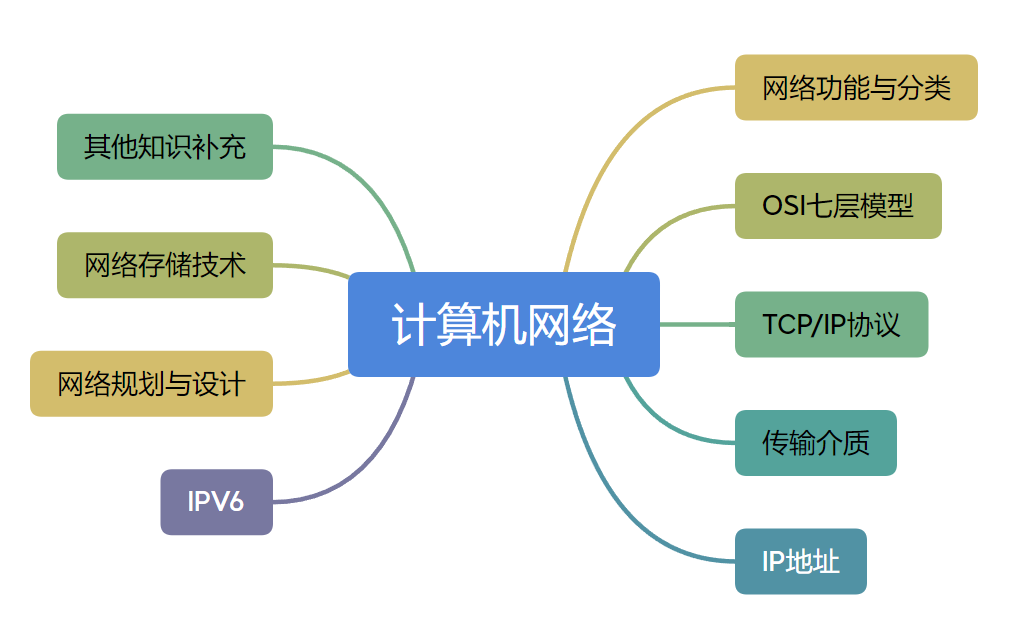 计算机网络
网络功能与分类
OSI七层模型
TCP/IP协议
传输介质
IP地址
其他知识补充
网络存储技术
网络规划与设计
IPV6